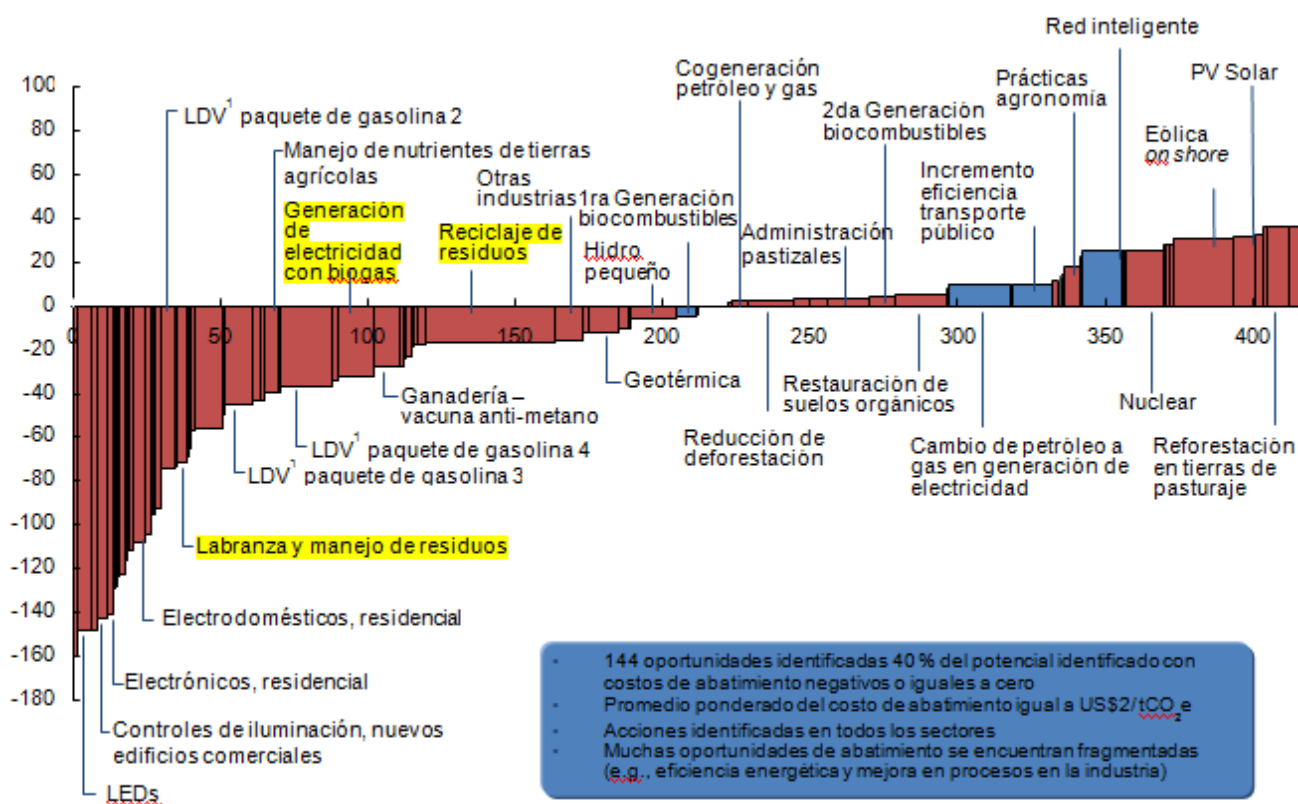 Red inteligente
100
80
60
40
20
0
-20
-40
-60
-80
-100
-120
-140
-160
-180
LDV¹ paquete de gasolina 2
Manejo de nutrientes de tierras
agrícolas
Generación
de
electricidad
con biogas
Otras
industrias
Reciclaje de
residuos
1ra Generación
biocombustibles
Hidro
pequeño
Cogeneración
petróleo y gas
2da Generación
biocombustibles
Administración
pastizales
Incremento
eficiencia
transporte
público
Prácticas
agronomía
Eólica
on shore
PV Solar
0
50
100
150
200
250
300
350
400
Geotérmica
Ganadería –
vacuna anti-metano
LDV¹ paquete de gasolina 4
LDV¹ paquete de gasolina 3
Labranza y manejo de residuos
Electrodomésticos, residencial
Electrónicos, residencial
Controles de iluminación, nuevos
edificios comerciales
LEDs
Reducción de
deforestación
Restauración de
suelos orgánicos
Cambio de petróleo a
gas en generación de
electricidad
Nuclear
Reforestación
en tierras de
pasturaje
144 oportunidades identificadas 40 % del potencial identificado con
costos de abatimiento negativos o iguales a cero
Promedio ponderado del costo de abatimiento igual a US$2/tCO₂e
Acciones identificadas en todos los sectores
Muchas oportunidades de abatimiento se encuentran fragmentadas
(e.g., eficiencia energética y mejora en procesos en la industria)